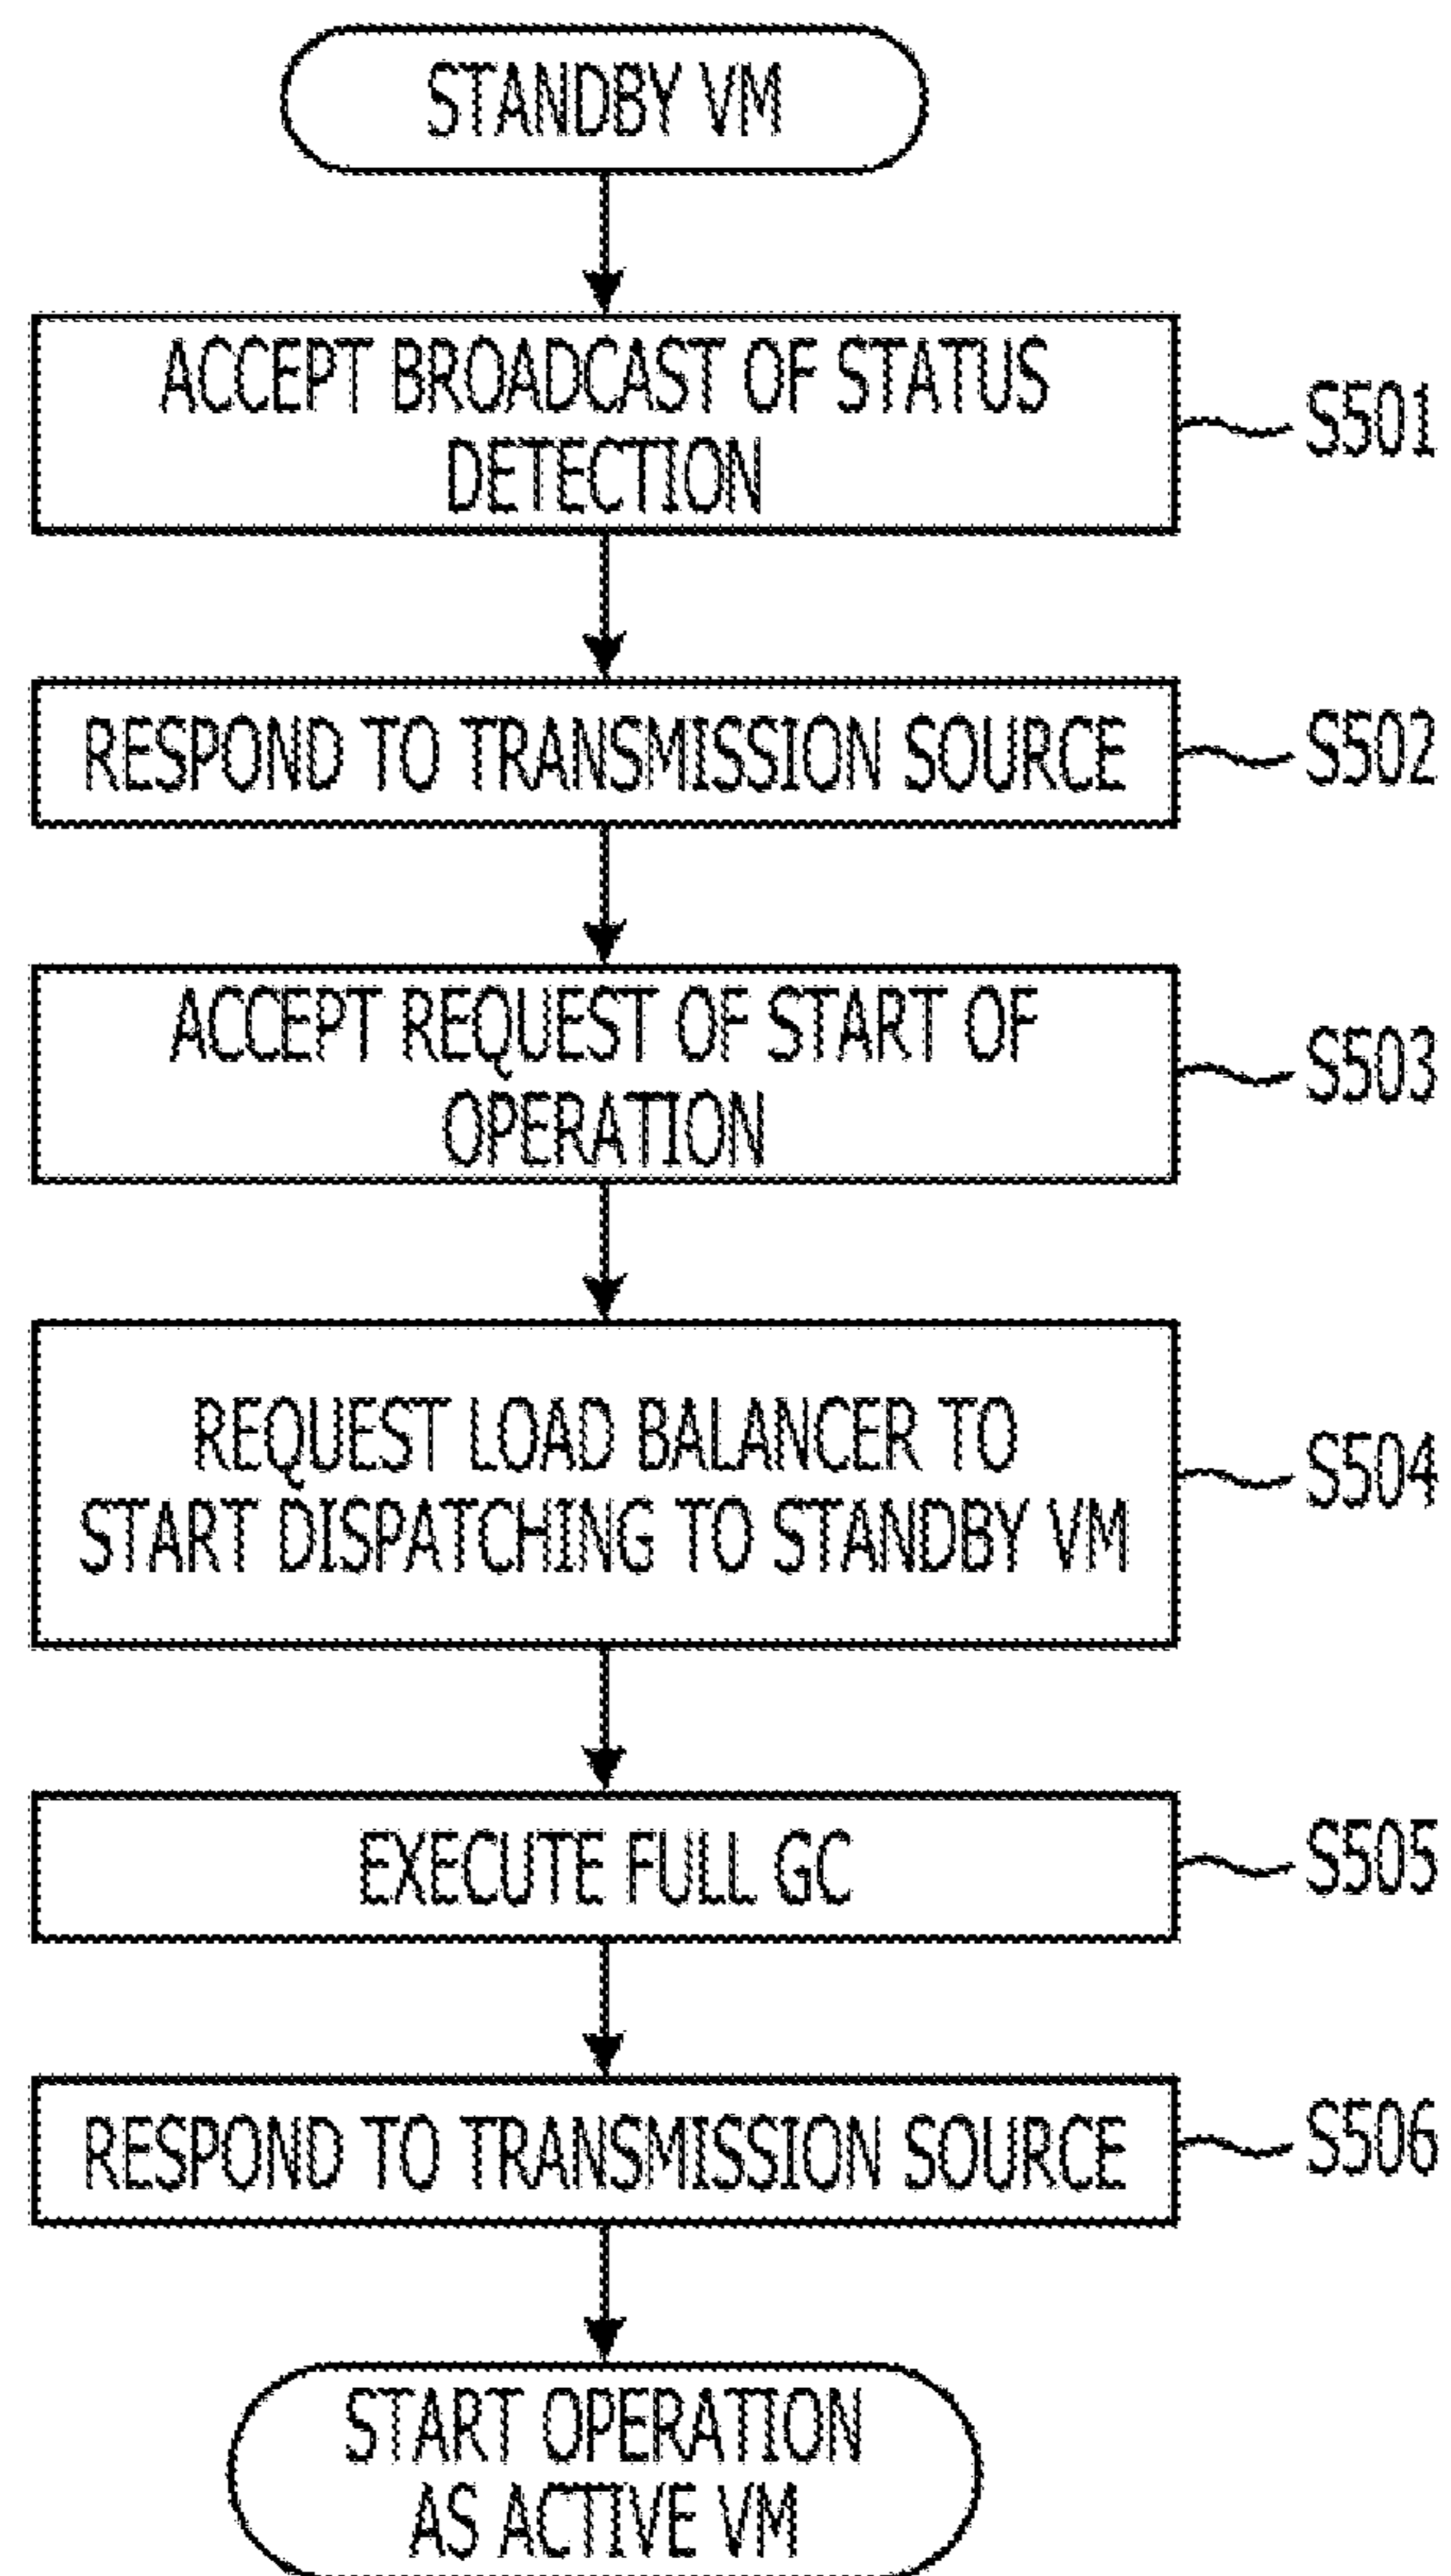 STANDBY VM
ACCEPT BROADCAST OF STATUS
DETECTION
S501
RESPOND TO TRANSMISSION SOURCE
S502
ACCEPT REQUEST OF START OF
OPERATION
S503
REQUEST LOAD BALANCER TO
START DISPATCHING TO STANDBY VM
S504
EXECUTE FULL GC
S505
RESPOND TO TRANSMISSION SOURCE
S506
START OPERATION
AS ACTIVE VM